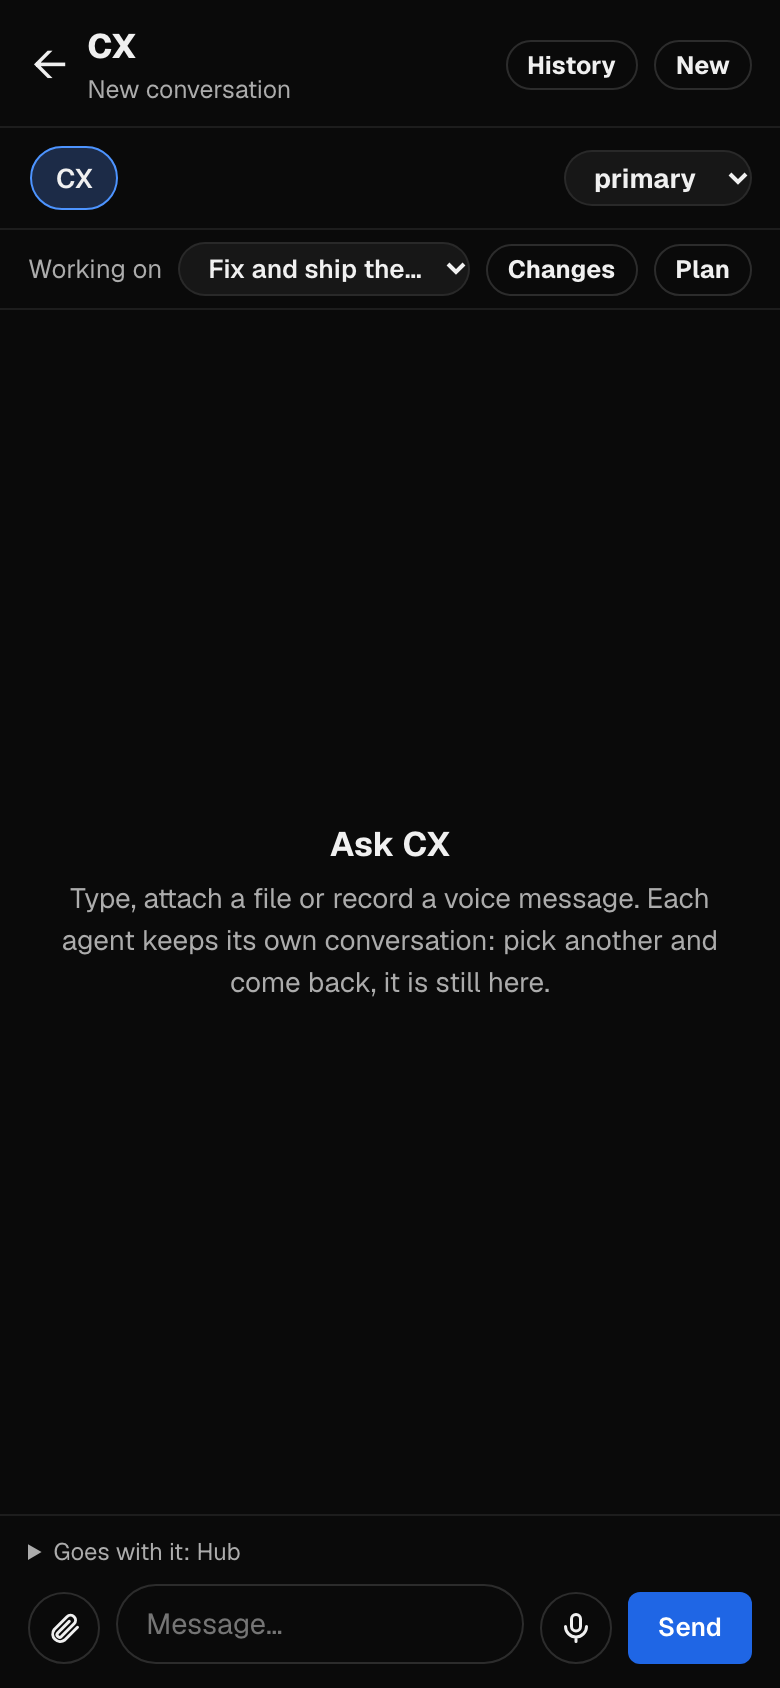 CX
New conversation
History
New
CX
primary
Working on
Fix and ship the...
Changes
Plan
Ask CX
Type, attach a file or record a voice message. Each
agent keeps its own conversation: pick another and
come back, it is still here.
Goes with it: Hub
Message...
Send